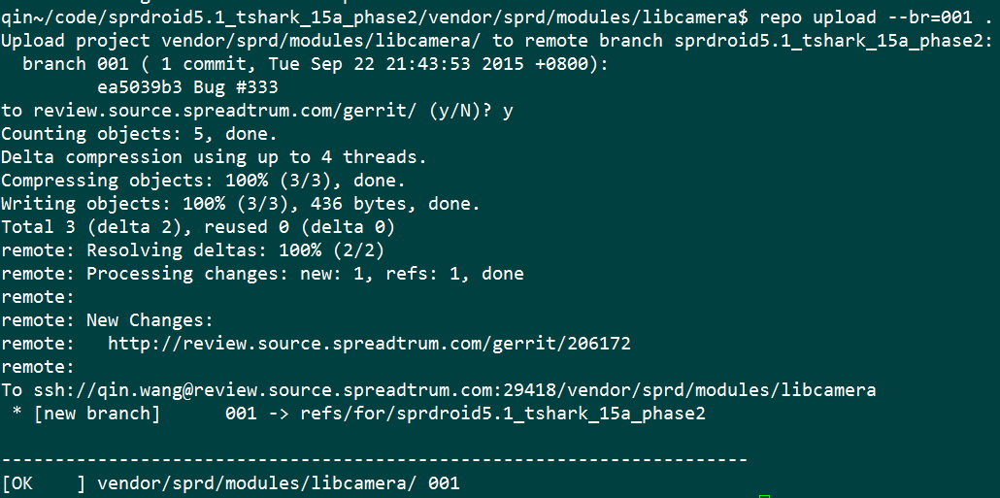 qin~/code/sprdroid5.1_tshark_15a_phase2/vendor/sprd/modules/libcamera$ repo upload --br=001 .
Upload project vendor/sprd/modules/libcamera/ to remote branch sprdroid5.1_tshark_15a_phase2:
  branch 001 ( 1 commit, Tue Sep 22 21:43:53 2015 +0800):
         ea5039b3 Bug #333
to review.source.spreadtrum.com/gerrit/ (y/N)? y
Counting objects: 5, done.
Delta compression using up to 4 threads.
Compressing objects: 100% (3/3), done.
Writing objects: 100% (3/3), 436 bytes, done.
Total 3 (delta 2), reused 0 (delta 0)
remote: Resolving deltas: 100% (2/2)
remote: Processing changes: new: 1, refs: 1, done
remote:
remote: New Changes:
remote:   http://review.source.spreadtrum.com/gerrit/206172
remote:
To ssh://qin.wang@review.source.spreadtrum.com:29418/vendor/sprd/modules/libcamera
 * [new branch]      001 -> refs/for/sprdroid5.1_tshark_15a_phase2

----------------------------------------------------------------------
[OK    ] vendor/sprd/modules/libcamera/ 001